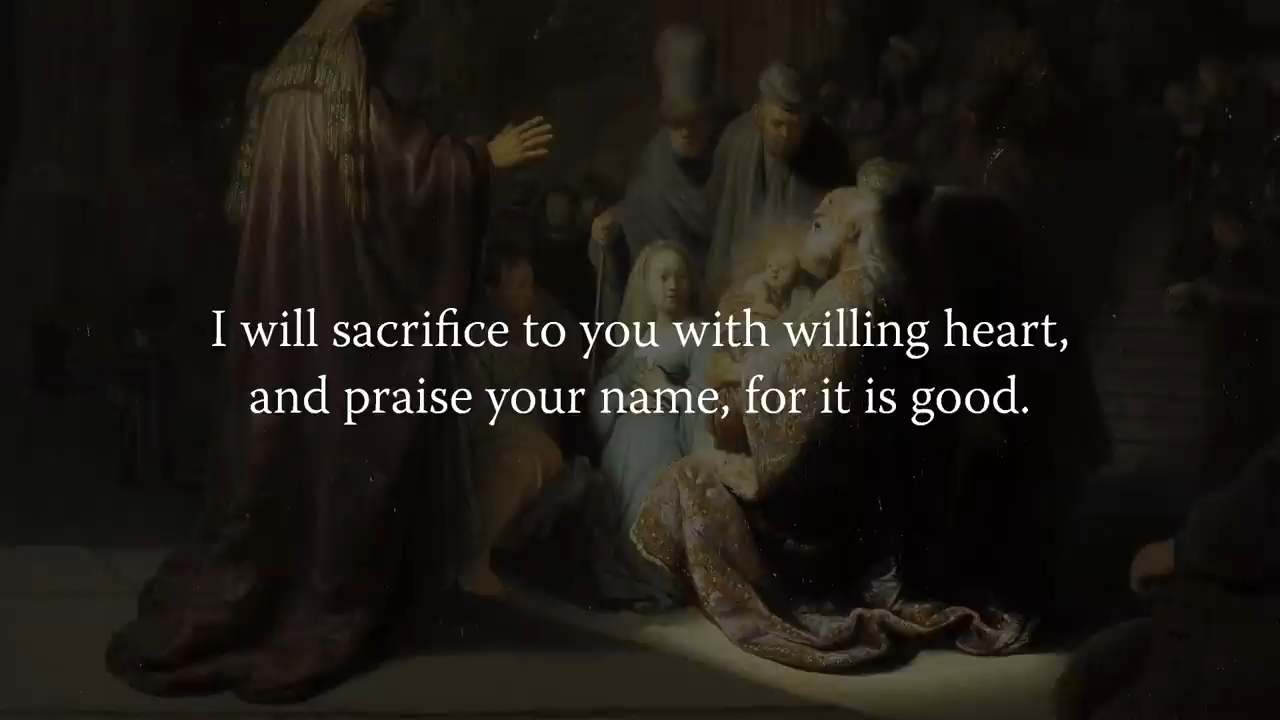 I will sacrifice to you with willing heart,
and praise your name, for it is good.